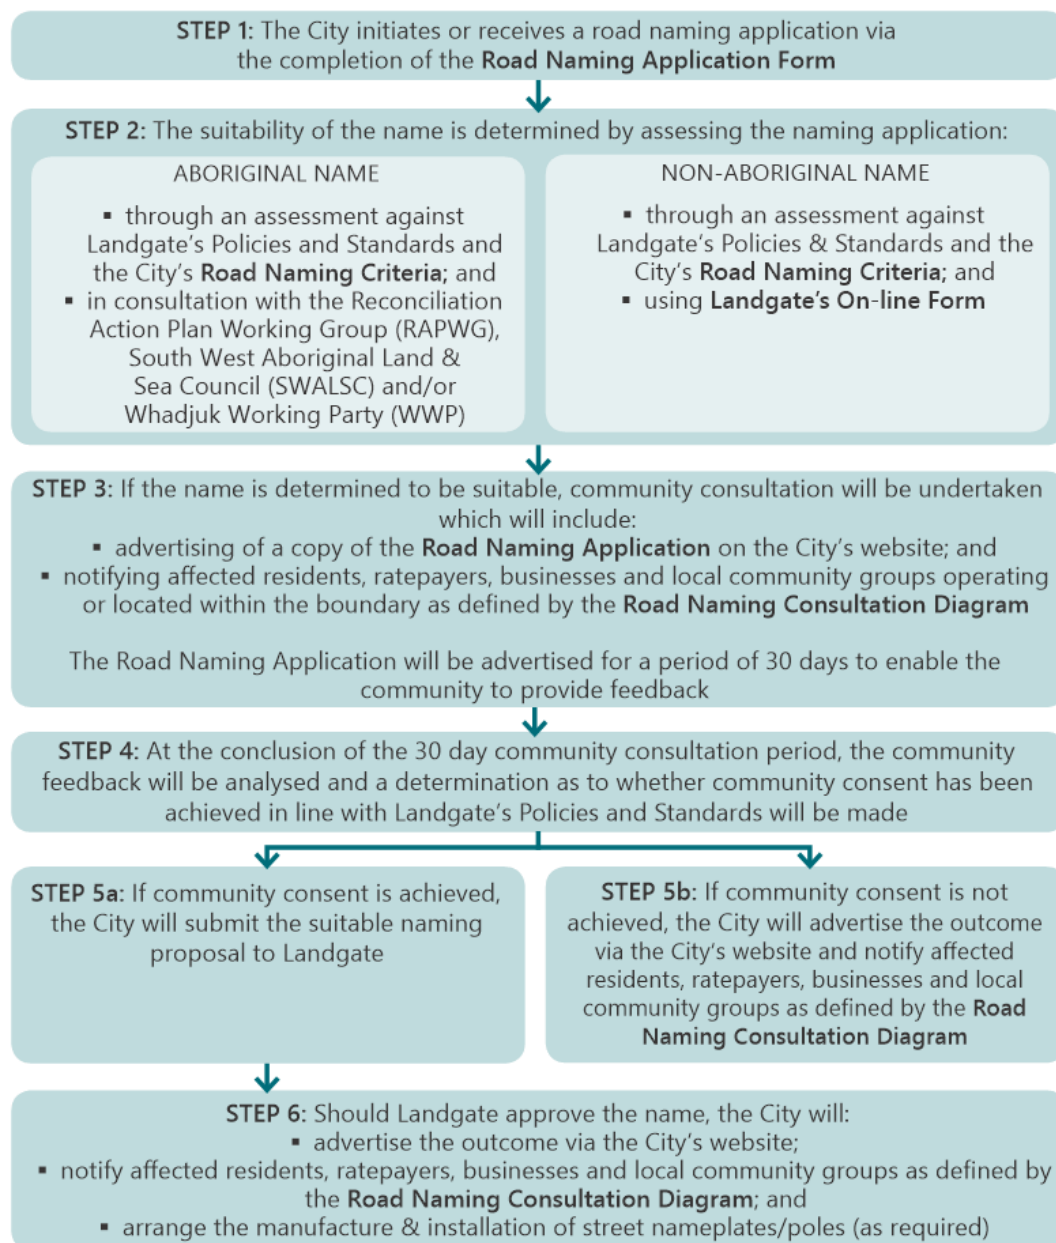 STEP 1: The City initiates or receives a road naming application via
the completion of the Road Naming Application Form
STEP 2: The suitability of the name is determined by assessing the naming application:
ABORIGINAL NAME
▪ through an assessment against
Landgate's Policies and Standards and
the City's Road Naming Criteria; and
▪ in consultation with the Reconciliation
Action Plan Working Group (RAPWG),
South West Aboriginal Land &
Sea Council (SWALSC) and/or
Whadjuk Working Party (WWP)
NON-ABORIGINAL NAME
▪ through an assessment against
Landgate's Policies & Standards and the
City's Road Naming Criteria; and
▪ using Landgate's On-line Form
STEP 3: If the name is determined to be suitable, community consultation will be undertaken
which will include:
▪ advertising of a copy of the Road Naming Application on the City's website; and
▪ notifying affected residents, ratepayers, businesses and local community groups operating
or located within the boundary as defined by the Road Naming Consultation Diagram
The Road Naming Application will be advertised for a period of 30 days to enable the
community to provide feedback
STEP 4: At the conclusion of the 30 day community consultation period, the community
feedback will be analysed and a determination as to whether community consent has been
achieved in line with Landgate's Policies and Standards will be made
STEP 5a: If community consent is achieved,
the City will submit the suitable naming
proposal to Landgate
STEP 5b: If community consent is not
achieved, the City will advertise the outcome
via the City's website and notify affected
residents, ratepayers, businesses and local
community groups as defined by the Road
Naming Consultation Diagram
STEP 6: Should Landgate approve the name, the City will:
▪ advertise the outcome via the City's website;
▪ notify affected residents, ratepayers, businesses and local community groups as defined by
the Road Naming Consultation Diagram; and
▪ arrange the manufacture & installation of street nameplates/poles (as required)